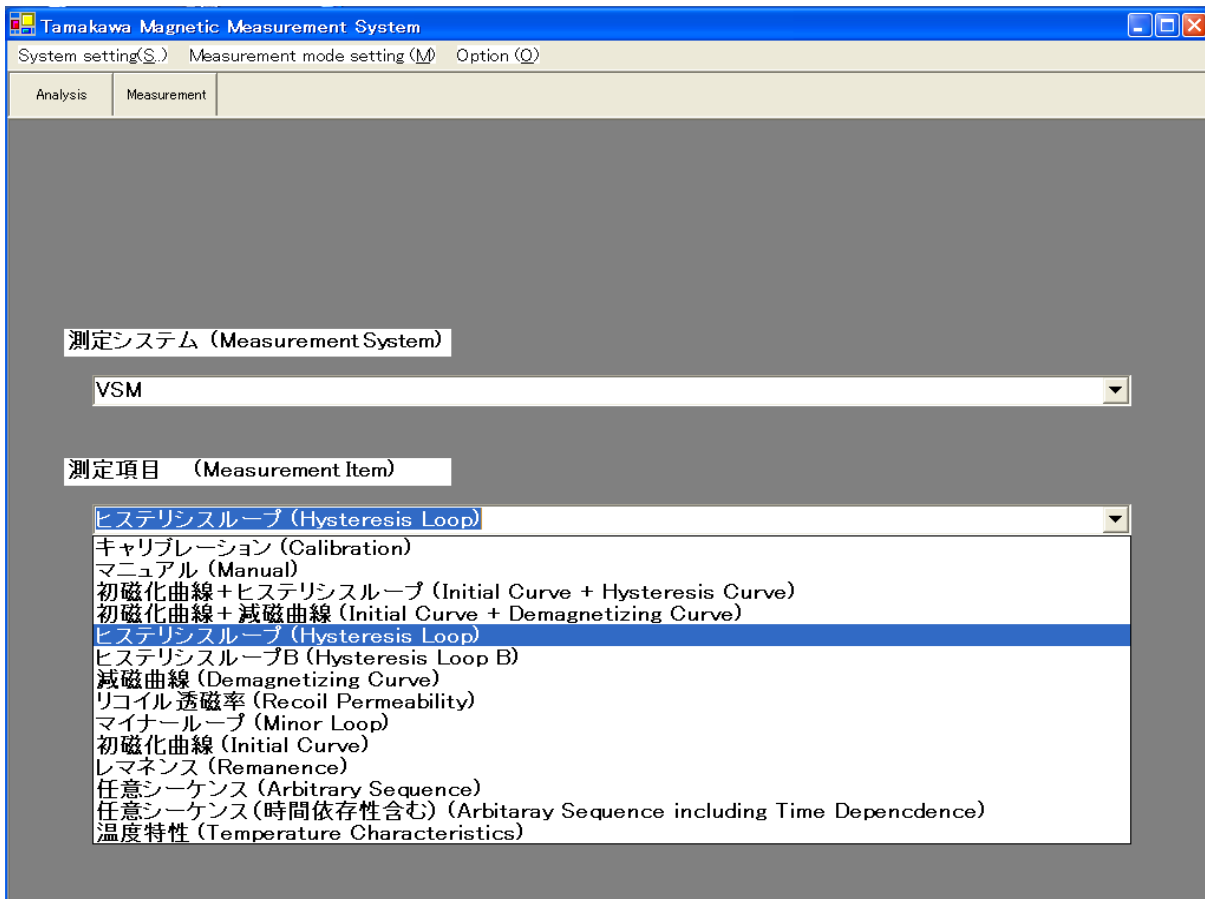 Tamakawa Magnetic Measurement System
System setting(S..) Measurement mode setting (M) Option (O)
Analysis Measurement
測定システム (Measurement System)
VSM
測定項目 (Measurement Item)
ヒステリシスループ (Hysteresis Loop)
キャリブレーション (Calibration)
マニュアル (Manual)
初磁化曲線+ヒステリシスループ (Initial Curve + Hysteresis Curve)
初磁化曲線+減磁曲線 (Initial Curve + Demagnetizing Curve)
ヒステリシスループ (Hysteresis Loop)
ヒステリシスループB (Hysteresis Loop B)
減磁曲線 (Demagnetizing Curve)
リコイル透磁率 (Recoil Permeability)
マイナーループ (Minor Loop)
初磁化曲線 (Initial Curve)
レマネンス (Remanence)
任意シーケンス (Arbitrary Sequence)
任意シーケンス(時間依存性含む) (Arbitaray Sequence including Time Depencdence)
温度特性 (Temperature Characteristics)